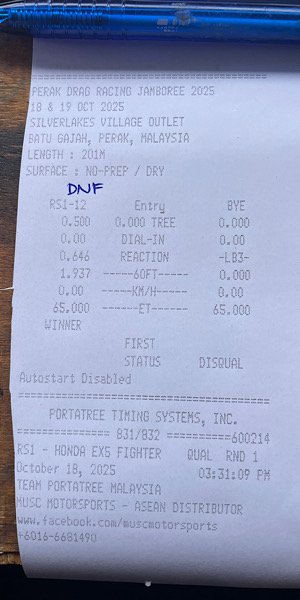 ==========================================
PERAK DRAG RACING JAMBOREE 2025
18 & 19 OCT 2025
SILVERLAKES VILLAGE OUTLET
BATU GAJAH, PERAK, MALAYSIA
LENGTH : 201M
SURFACE : NO-PREP / DRY
DNF
RS1-12 Entry BYE
0.500 0.000 TREE 0.000
0.00 DIAL-IN 0.00
0.646 REACTION -LB3-
1.937 -----60FT----- 0.000
0.00 -----KM/H----- 0.00
65.000 ------ET------ 65.000
WINNER
FIRST
STATUS DISQUAL
Autostart Disabled
==========================================
PORTATREE TIMING SYSTEMS, INC.
=============== 831/832 ==========600214
RS1 - HONDA EX5 FIGHTER QUAL RND 1
October 18, 2025 03:31:09 PM
TEAM PORTATREE MALAYSIA
MUSC MOTORSPORTS - ASEAN DISTRIBUTOR
www.facebook.com/muscmotorsports
+6016-6681490